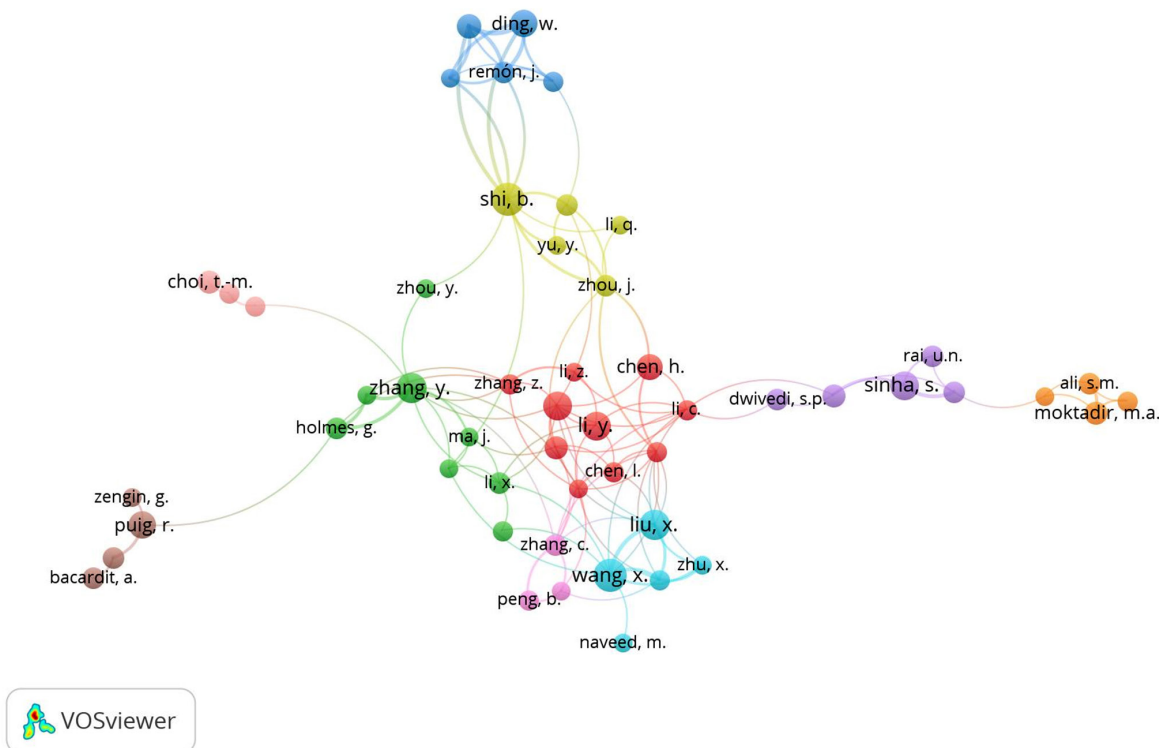 ding, w.
remón, j.
shi, b.
li, q.
yu, y.
choi, t.-m.
zhou, y.
zhou, j.
rai, u.n.
chen, h.
li, z.
zhang, z.
zhang, y.
sinha, s.
ali, s.m.
dwivedi, s.p.
li, c.
moktadir, m.a.
holmes, g.
li, y.
ma, j.
chen, l.
li, x.
zengin, g.
puig, r.
liu, x.
zhang, c.
zhu, x.
bacardit, a.
wang, x.
peng, b.
naveed, m.
VOSviewer